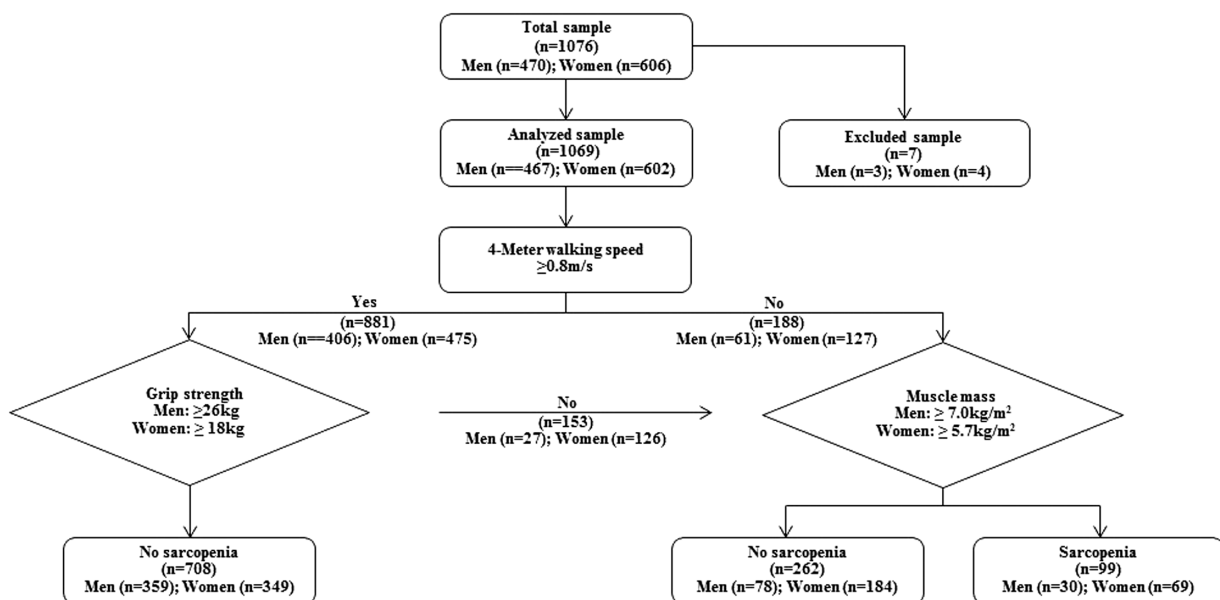 Total sample
(n=1076)
Men (n=470); Women (n=606)
Analyzed sample
(n=1069)
Men (n==467); Women (n=602)
Excluded sample
(n=7)
Men (n=3); Women (n=4)
4-Meter walking speed
≥0.8m/s
Yes
(n=881)
Men (n==406); Women (n=475)
No
(n=188)
Men (n=61); Women (n=127)
Grip strength
Men: ≥26kg
Women: ≥ 18kg
No
(n=153)
Men (n=27); Women (n=126)
Muscle mass
Men: ≥ 7.0kg/m²
Women: ≥ 5.7kg/m²
No sarcopenia
(n=708)
Men (n=359); Women (n=349)
No sarcopenia
(n=262)
Men (n=78); Women (n=184)
Sarcopenia
(n=99)
Men (n=30); Women (n=69)